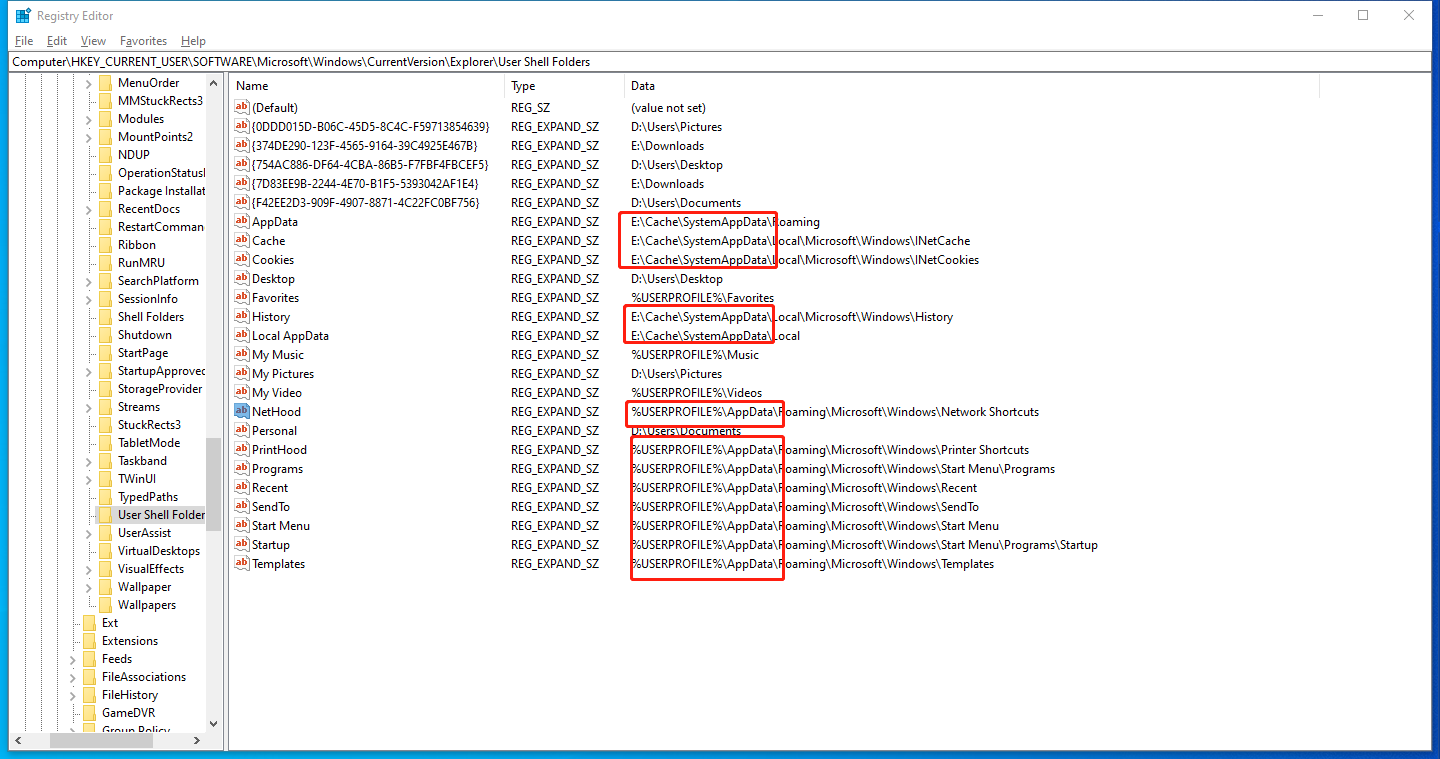 Registry Editor
File Edit View Favorites Help
Computer\HKEY_CURRENT_USER\SOFTWARE\Microsoft\Windows\CurrentVersion\Explorer\User Shell Folders
MenuOrder
MMStuckRects3
Modules
MountPoints2
NDUP
OperationStatusI
Package Installat
RecentDocs
RestartComman
Ribbon
RunMRU
SearchPlatform
SessionInfo
Shell Folders
Shutdown
StartPage
StartupApproved
StorageProvider
Streams
StuckRects3
TabletMode
Taskband
TWinUI
TypedPaths
User Shell Folder
UserAssist
VirtualDesktops
VisualEffects
Wallpaper
Wallpapers
Ext
Extensions
Feeds
FileAssociations
FileHistory
GameDVR
Group Policy
Name Type Data
(Default) REG_SZ (value not set)
{0DDD015D-B06C-45D5-8C4C-F59713854639} REG_EXPAND_SZ D:\Users\Pictures
{374DE290-123F-4565-9164-39C4925E467B} REG_EXPAND_SZ E:\Downloads
{754AC886-DF64-4CBA-86B5-F7FBF4FBCEF5} REG_EXPAND_SZ D:\Users\Desktop
{7D83EE9B-2244-4E70-B1F5-5393042AF1E4} REG_EXPAND_SZ E:\Downloads
{F42EE2D3-909F-4907-8871-4C22FC0BF756} REG_EXPAND_SZ D:\Users\Documents
AppData REG_EXPAND_SZ E:\Cache\SystemAppData\Roaming
Cache REG_EXPAND_SZ E:\Cache\SystemAppData\Local\Microsoft\Windows\INetCache
Cookies REG_EXPAND_SZ E:\Cache\SystemAppData\Local\Microsoft\Windows\INetCookies
Desktop REG_EXPAND_SZ D:\Users\Desktop
Favorites REG_EXPAND_SZ %USERPROFILE%\Favorites
History REG_EXPAND_SZ E:\Cache\SystemAppData\Local\Microsoft\Windows\History
Local AppData REG_EXPAND_SZ E:\Cache\SystemAppData\Local
My Music REG_EXPAND_SZ %USERPROFILE%\Music
My Pictures REG_EXPAND_SZ D:\Users\Pictures
My Video REG_EXPAND_SZ %USERPROFILE%\Videos
NetHood REG_EXPAND_SZ %USERPROFILE%\AppData\Roaming\Microsoft\Windows\Network Shortcuts
Personal REG_EXPAND_SZ D:\Users\Documents
PrintHood REG_EXPAND_SZ %USERPROFILE%\AppData\Roaming\Microsoft\Windows\Printer Shortcuts
Programs REG_EXPAND_SZ %USERPROFILE%\AppData\Roaming\Microsoft\Windows\Start Menu\Programs
Recent REG_EXPAND_SZ %USERPROFILE%\AppData\Roaming\Microsoft\Windows\Recent
SendTo REG_EXPAND_SZ %USERPROFILE%\AppData\Roaming\Microsoft\Windows\SendTo
Start Menu REG_EXPAND_SZ %USERPROFILE%\AppData\Roaming\Microsoft\Windows\Start Menu
Startup REG_EXPAND_SZ %USERPROFILE%\AppData\Roaming\Microsoft\Windows\Start Menu\Programs\Startup
Templates REG_EXPAND_SZ %USERPROFILE%\AppData\Roaming\Microsoft\Windows\Templates